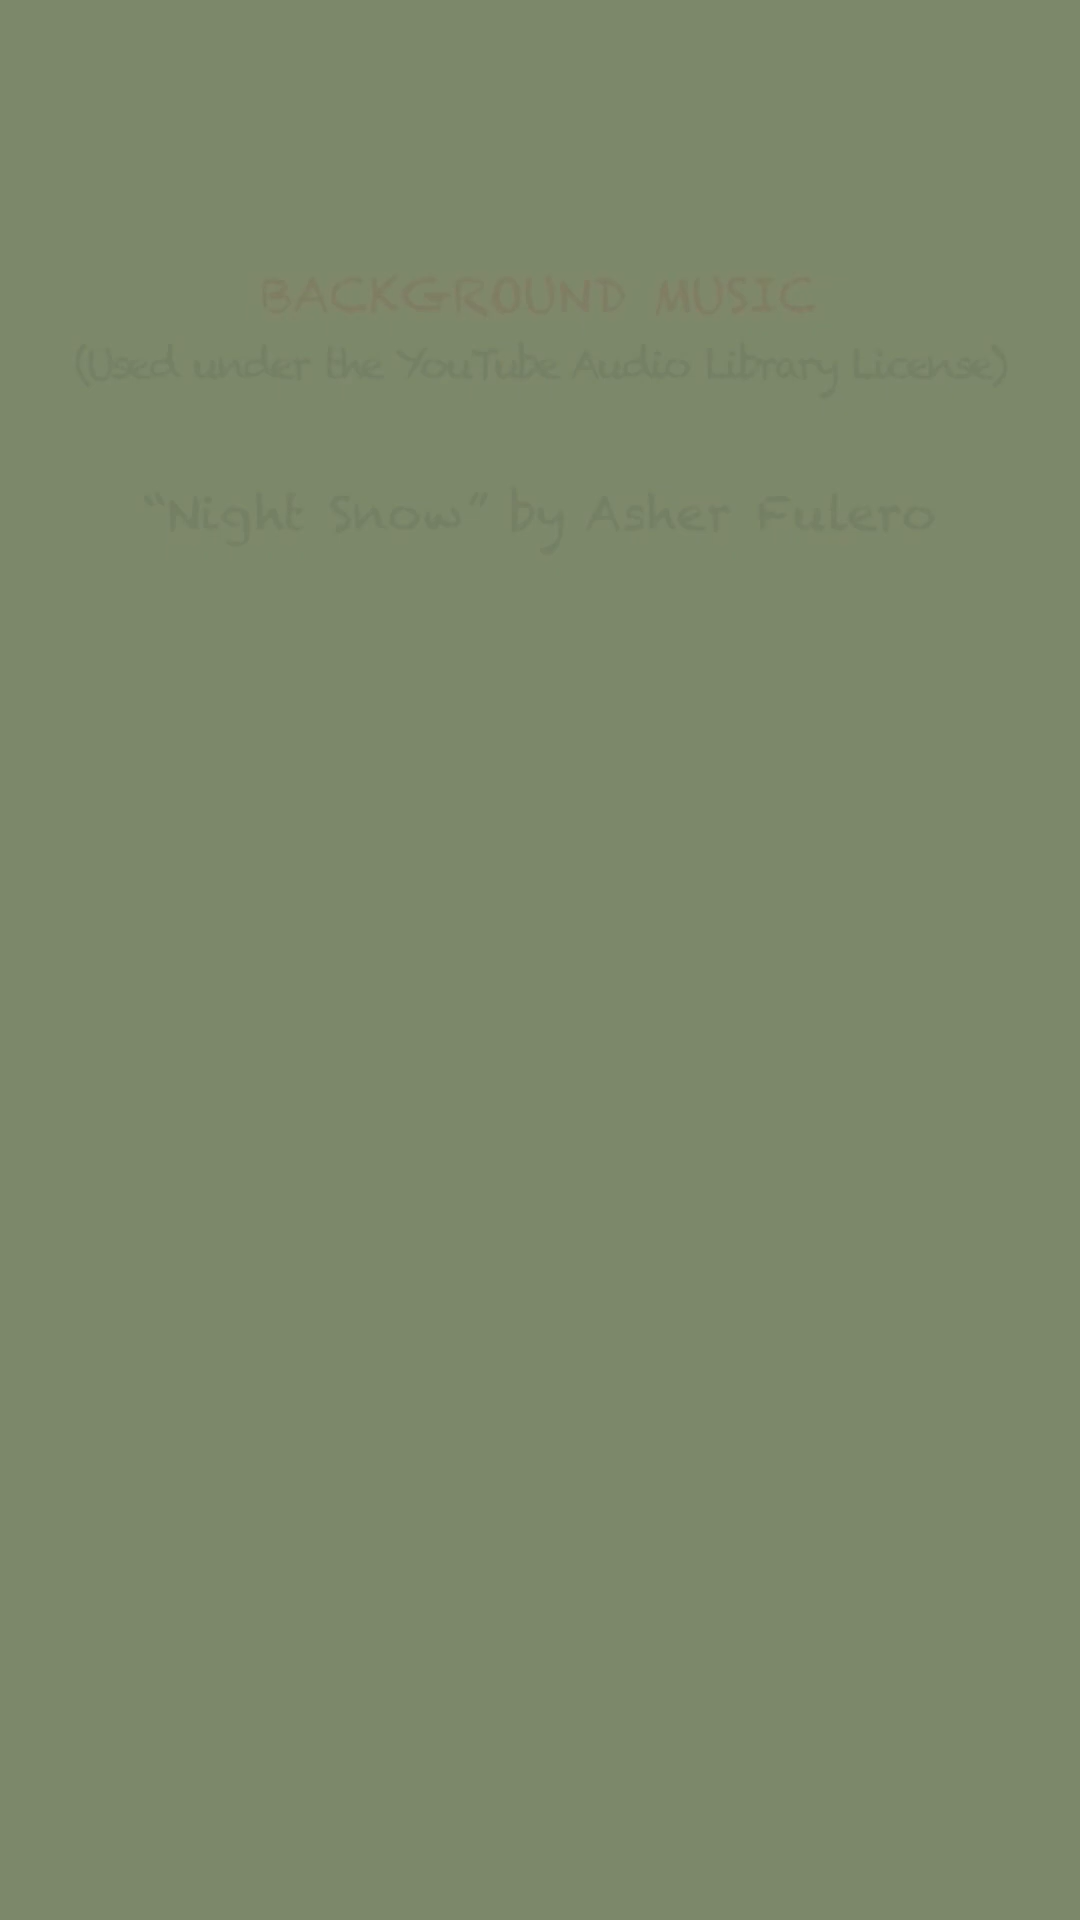 BACKGROUND MUSIC
(Used under the YouTube Audio Library License)
“Night Snow” by Asher Fulero